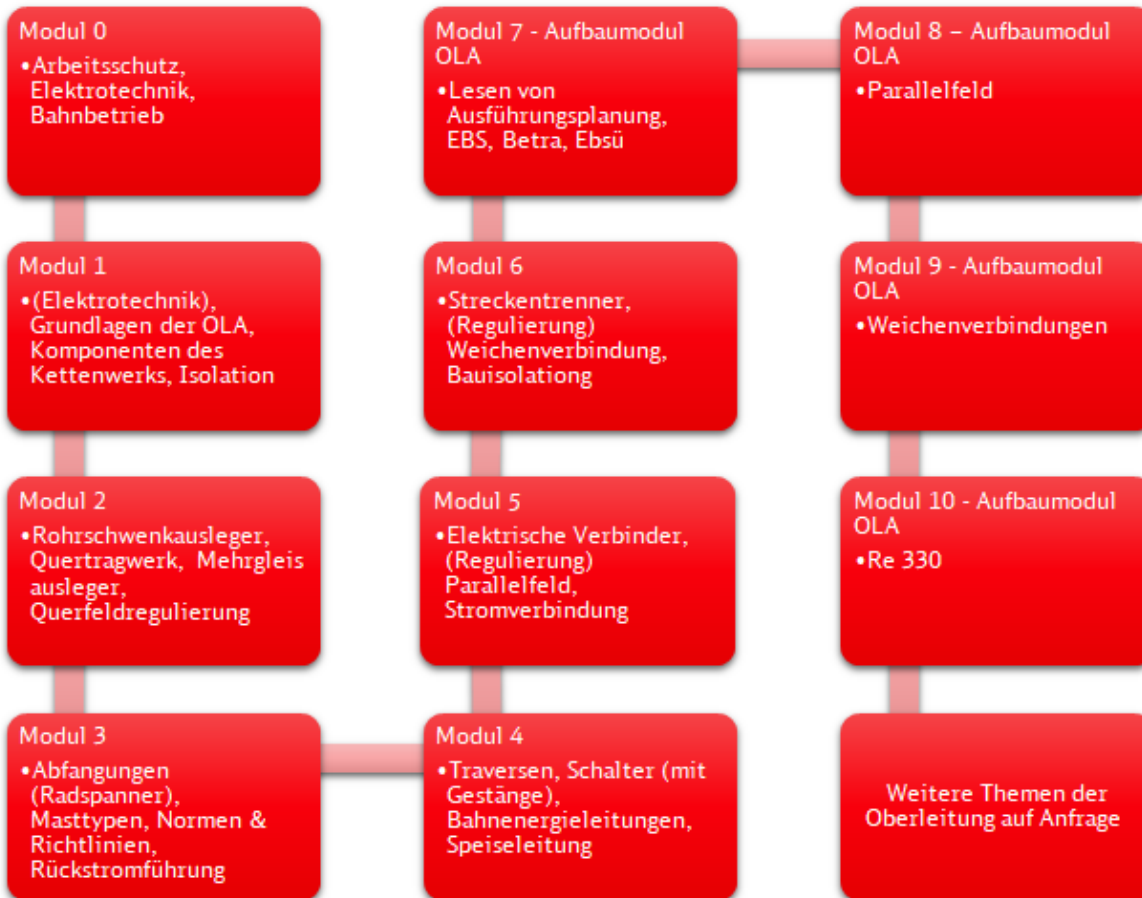 Modul 0
•Arbeitsschutz,
Elektrotechnik,
Bahnbetrieb
Modul 1
•(Elektrotechnik),
Grundlagen der OLA,
Komponenten des
Kettenwerks, Isolation
Modul 2
•Rohrschwenkausleger,
Quertragwerk, Mehrgleis
ausleger,
Querfeldregulierung
Modul 3
•Abfangungen
(Radspanner),
Masttypen, Normen &
Richtlinien,
Rückstromführung
Modul 4
•Traversen, Schalter (mit
Gestänge),
Bahnenergieleitungen,
Speiseleitung
Modul 5
•Elektrische Verbinder,
(Regulierung)
Parallelfeld,
Stromverbindung
Modul 6
•Streckentrenner,
(Regulierung)
Weichenverbindung,
Bauisolationg
Modul 7 - Aufbaumodul
OLA
•Lesen von
Ausführungsplanung,
EBS, Betra, Ebsü
Modul 8 – Aufbaumodul
OLA
•Parallelfeld
Modul 9 - Aufbaumodul
OLA
•Weichenverbindungen
Modul 10 - Aufbaumodul
OLA
•Re 330
Weitere Themen der
Oberleitung auf Anfrage